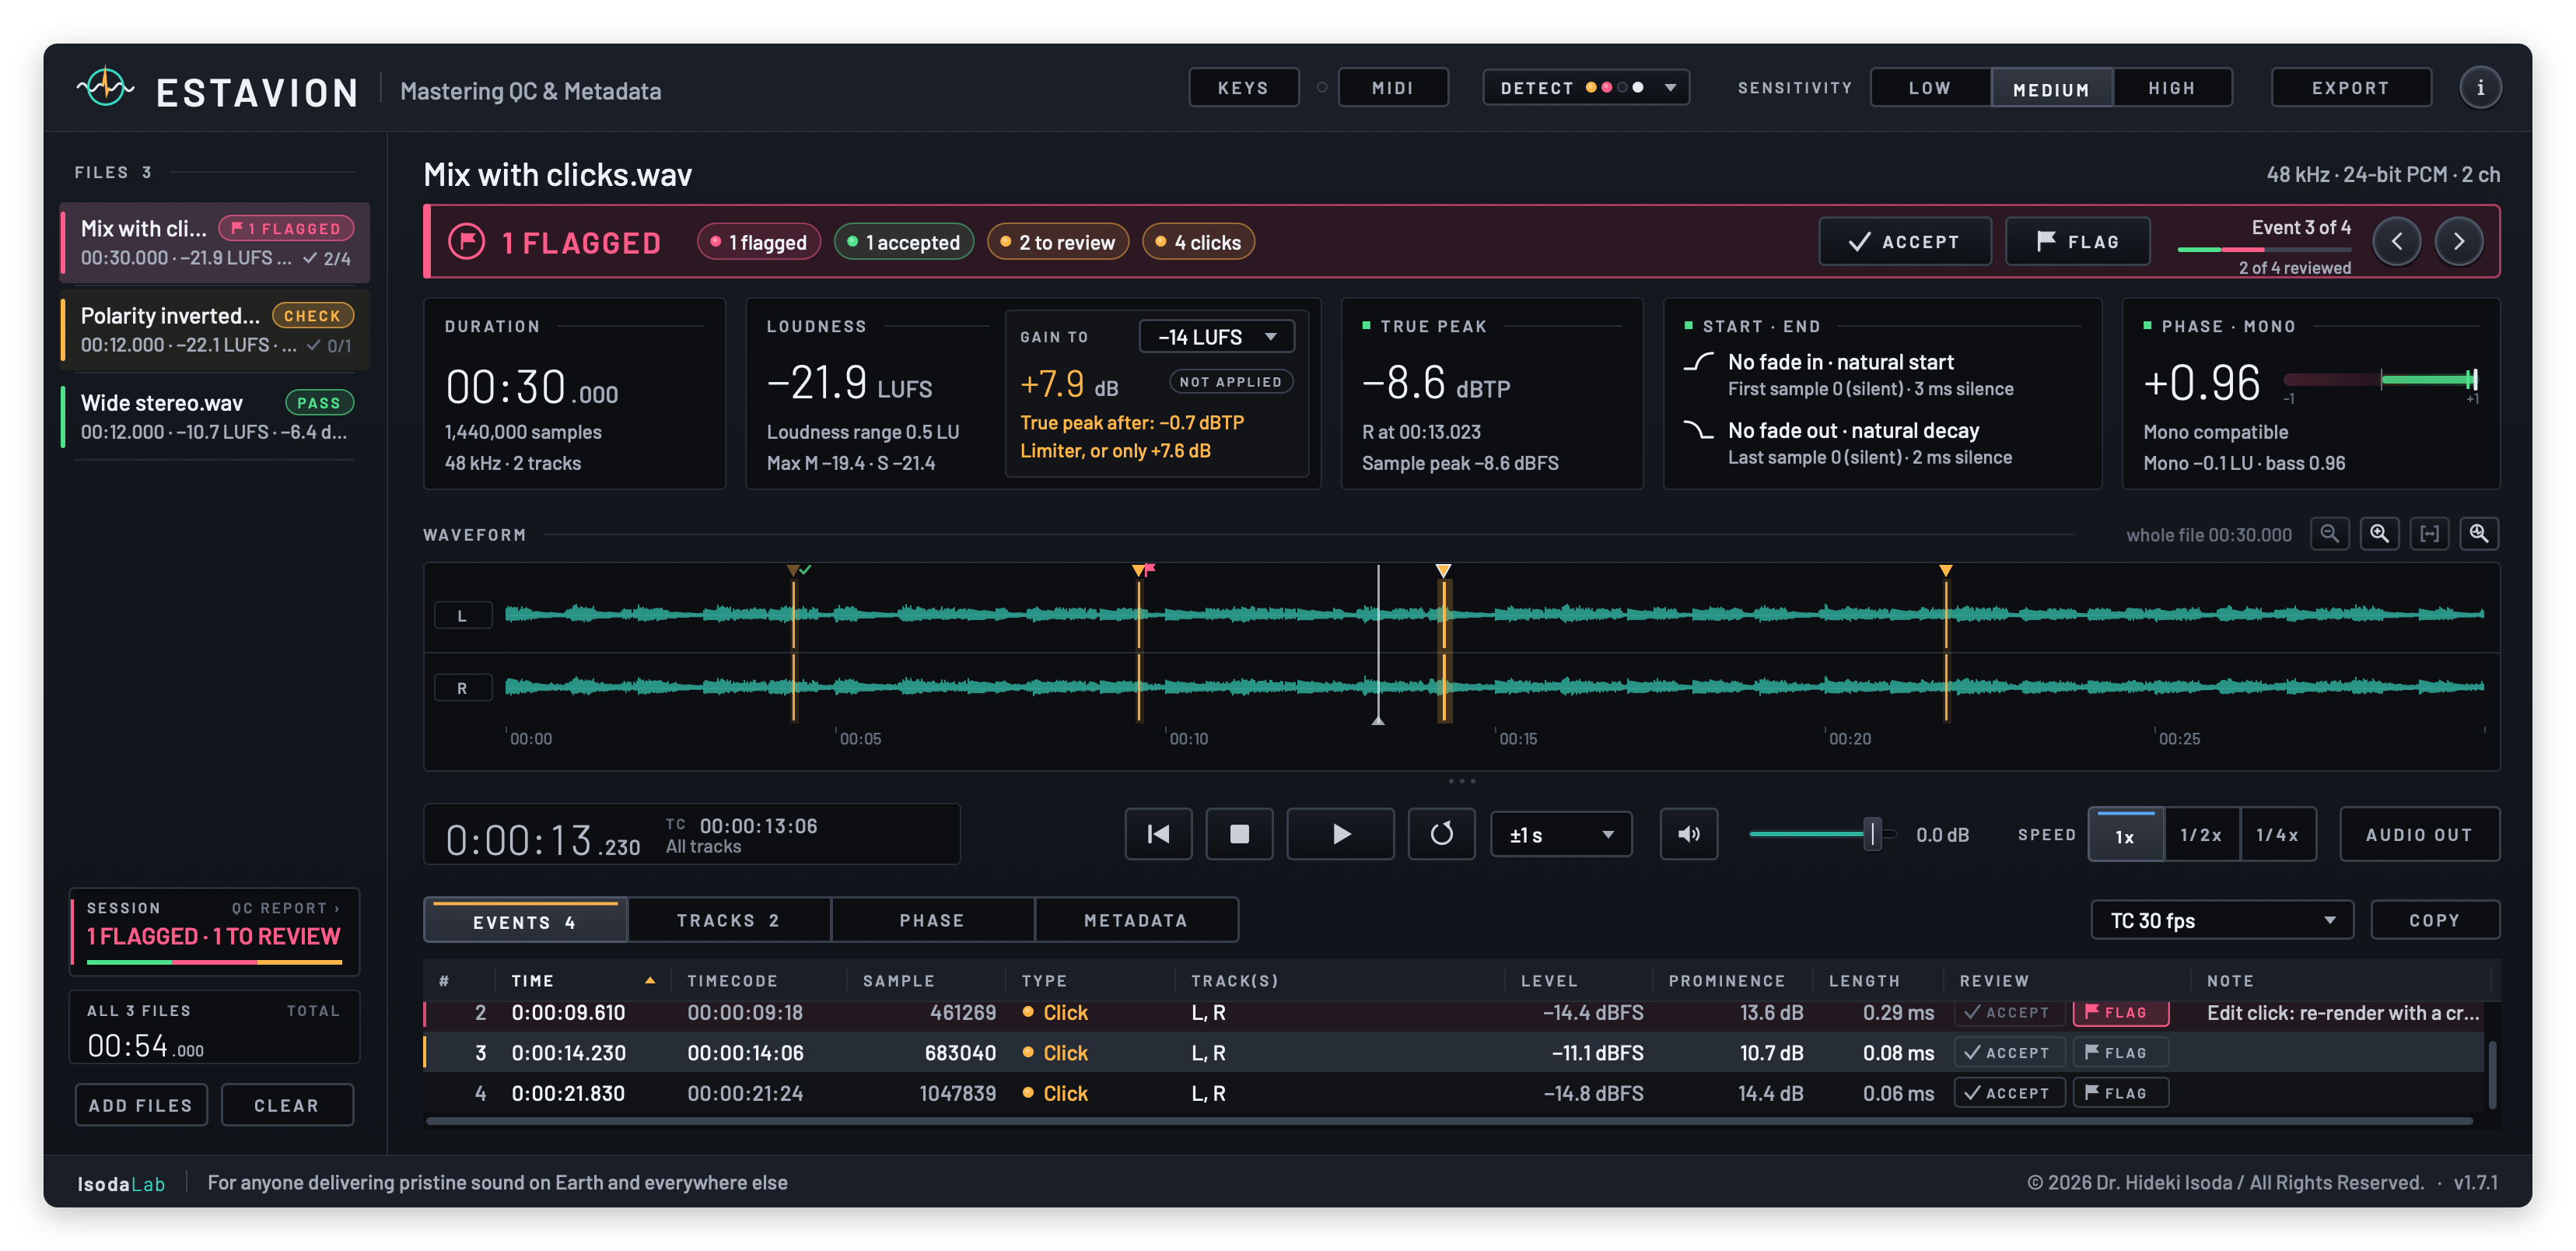 ESTAVION Mastering QC & Metadata KEYS MIDI DETECT SENSITIVITY LOW MEDIUM HIGH EXPORT i
FILES 3
Mix with cli... 1 FLAGGED
00:30.000 · −21.9 LUFS ... 2/4
Polarity inverted... CHECK
00:12.000 · −22.1 LUFS · ... 0/1
Wide stereo.wav PASS
00:12.000 · −10.7 LUFS · −6.4 d...
SESSION QC REPORT ›
1 FLAGGED · 1 TO REVIEW
ALL 3 FILES TOTAL
00:54.000
ADD FILES CLEAR
Mix with clicks.wav 48 kHz · 24-bit PCM · 2 ch
1 FLAGGED 1 flagged 1 accepted 2 to review 4 clicks ACCEPT FLAG
Event 3 of 4
2 of 4 reviewed
DURATION
00:30.000
1,440,000 samples
48 kHz · 2 tracks
LOUDNESS
−21.9 LUFS
Loudness range 0.5 LU
Max M −19.4 · S −21.4
GAIN TO −14 LUFS
+7.9 dB NOT APPLIED
True peak after: −0.7 dBTP
Limiter, or only +7.6 dB
TRUE PEAK
−8.6 dBTP
R at 00:13.023
Sample peak −8.6 dBFS
START · END
No fade in · natural start
First sample 0 (silent) · 3 ms silence
No fade out · natural decay
Last sample 0 (silent) · 2 ms silence
PHASE · MONO
+0.96
-1 +1
Mono compatible
Mono −0.1 LU · bass 0.96
WAVEFORM whole file 00:30.000
L
R
00:00 00:05 00:10 00:15 00:20 00:25
0:00:13.230 TC 00:00:13:06
All tracks
±1 s 0.0 dB SPEED 1x 1/2x 1/4x AUDIO OUT
EVENTS 4 TRACKS 2 PHASE METADATA TC 30 fps COPY
# TIME TIMECODE SAMPLE TYPE TRACK(S) LEVEL PROMINENCE LENGTH REVIEW NOTE
2 0:00:09.610 00:00:09:18 461269 Click L, R −14.4 dBFS 13.6 dB 0.29 ms ACCEPT FLAG Edit click: re-render with a cr...
3 0:00:14.230 00:00:14:06 683040 Click L, R −11.1 dBFS 10.7 dB 0.08 ms ACCEPT FLAG
4 0:00:21.830 00:00:21:24 1047839 Click L, R −14.8 dBFS 14.4 dB 0.06 ms ACCEPT FLAG
IsodaLab For anyone delivering pristine sound on Earth and everywhere else © 2026 Dr. Hideki Isoda / All Rights Reserved. · v1.7.1